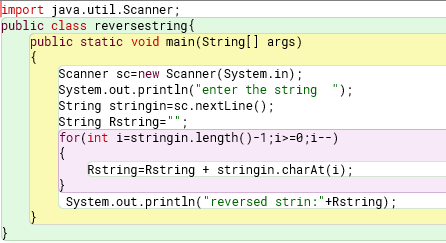 import java.util.Scanner;
public class reversestring{
    public static void main(String[] args)
    {
        Scanner sc=new Scanner(System.in);
        System.out.println("enter the string  ");
        String stringin=sc.nextLine();
        String Rstring="";
        for(int i=stringin.length()-1;i>=0;i--)
        {
            Rstring=Rstring + stringin.charAt(i);
        }
         System.out.println("reversed strin:"+Rstring);
    }
}